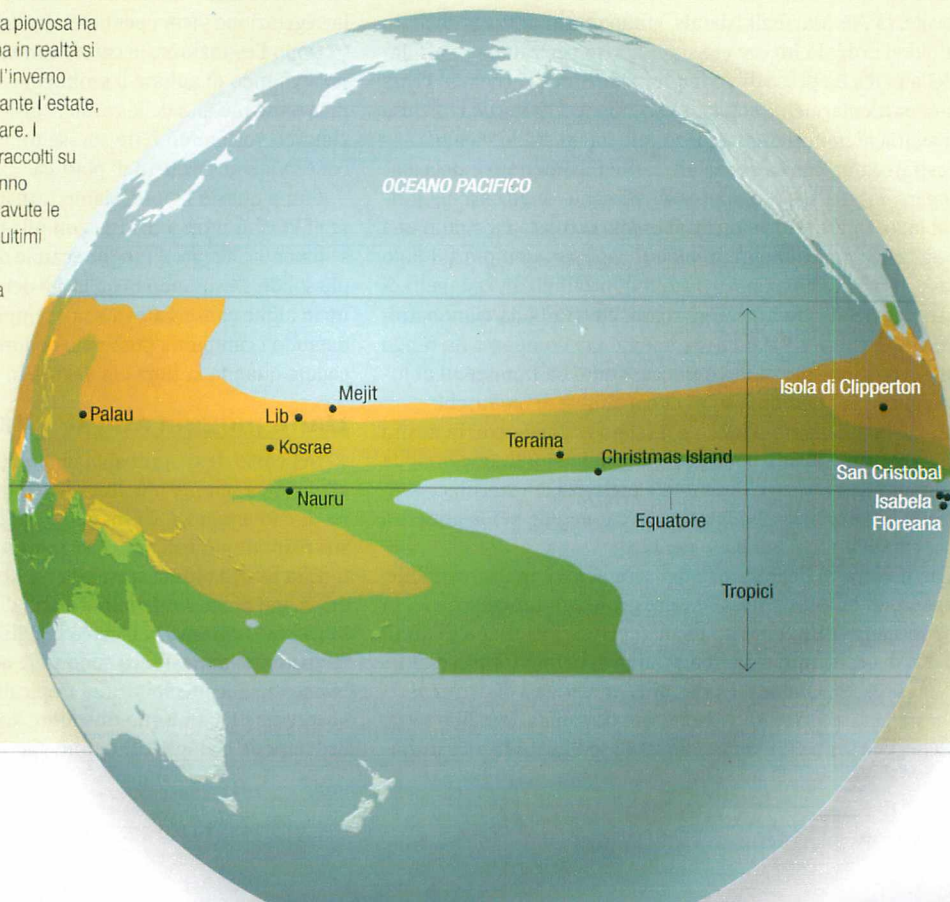 a piovosa ha
na in realtà si
l'inverno
ante l'estate,
are. I
raccolti su
nno
avute le
ultimi
a
OCEANO PACIFICO
Mejit
Isola di Clipperton
Palau
Lib
Kosrae
Teraina
Christmas Island
San Cristobal
Nauru
Isabela
Equatore
Floreana
Tropici